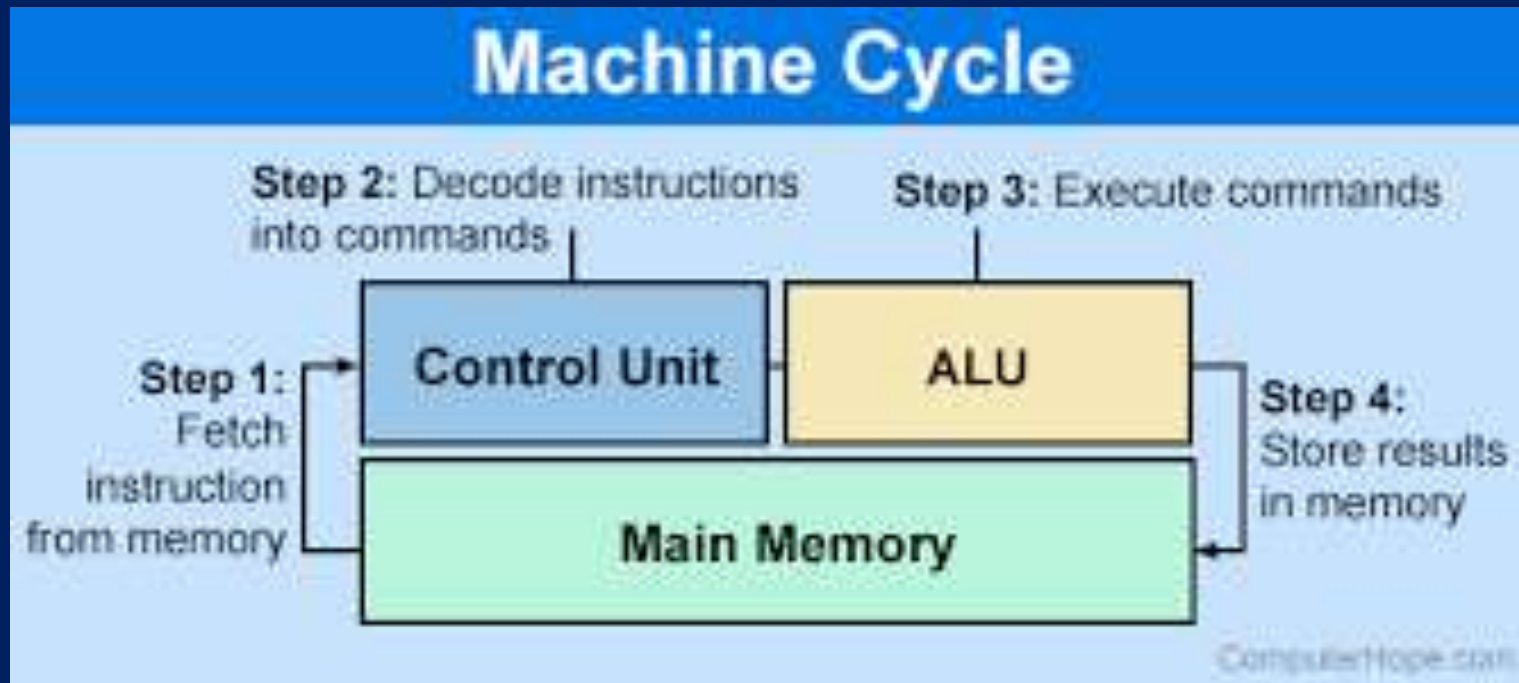 Machine Cycle
Step 2: Decode instructions
into commands
Step 3: Execute commands
Control Unit
ALU
Step 1:
Fetch
instruction
from memory
Step 4:
Store results
in memory
Main Memory
ComputerHope.com